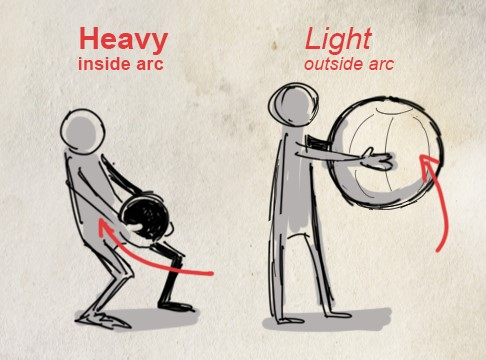 Heavy
inside arc
Light
outside arc